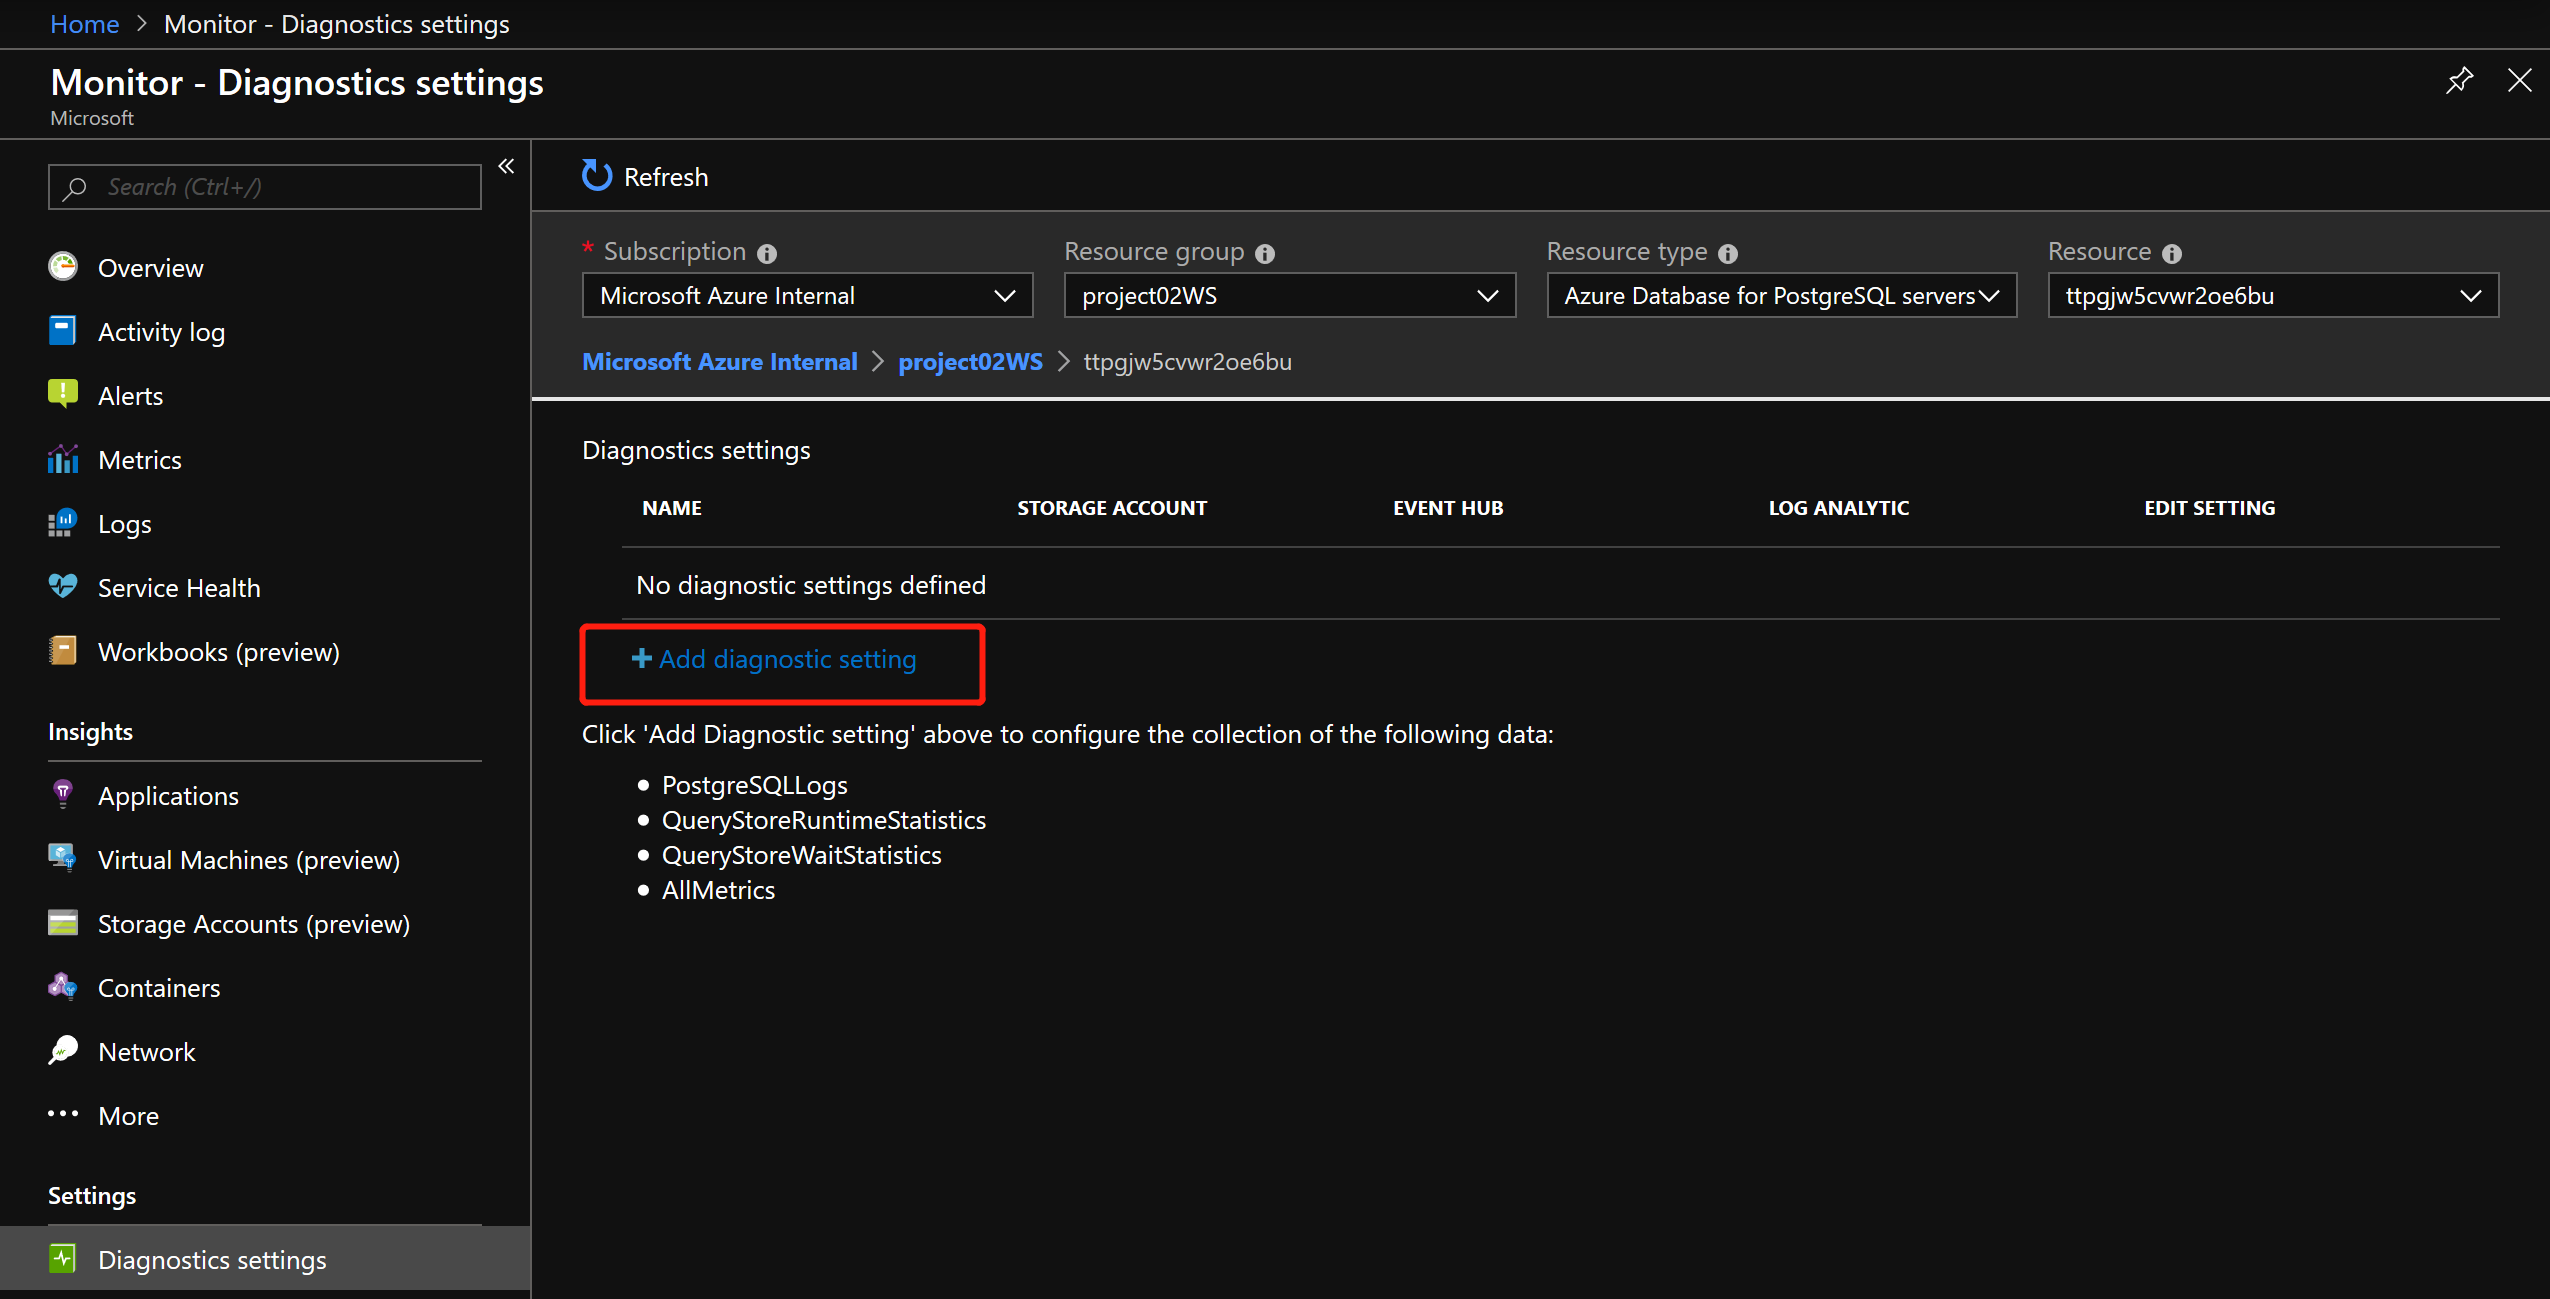 Home > Monitor - Diagnostics settings
Monitor - Diagnostics settings
Microsoft
Search (Ctrl+/)
«
Overview
Activity log
Alerts
Metrics
Logs
Service Health
Workbooks (preview)
Insights
Applications
Virtual Machines (preview)
Storage Accounts (preview)
Containers
Network
More
Settings
Diagnostics settings
Refresh
* Subscription
Microsoft Azure Internal
Resource group
project02WS
Resource type
Azure Database for PostgreSQL servers
Resource
ttpgjw5cvwr2oe6bu
Microsoft Azure Internal > project02WS > ttpgjw5cvwr2oe6bu
Diagnostics settings
NAME STORAGE ACCOUNT EVENT HUB LOG ANALYTIC EDIT SETTING
No diagnostic settings defined
+ Add diagnostic setting
Click 'Add Diagnostic setting' above to configure the collection of the following data:
• PostgreSQLLogs
• QueryStoreRuntimeStatistics
• QueryStoreWaitStatistics
• AllMetrics